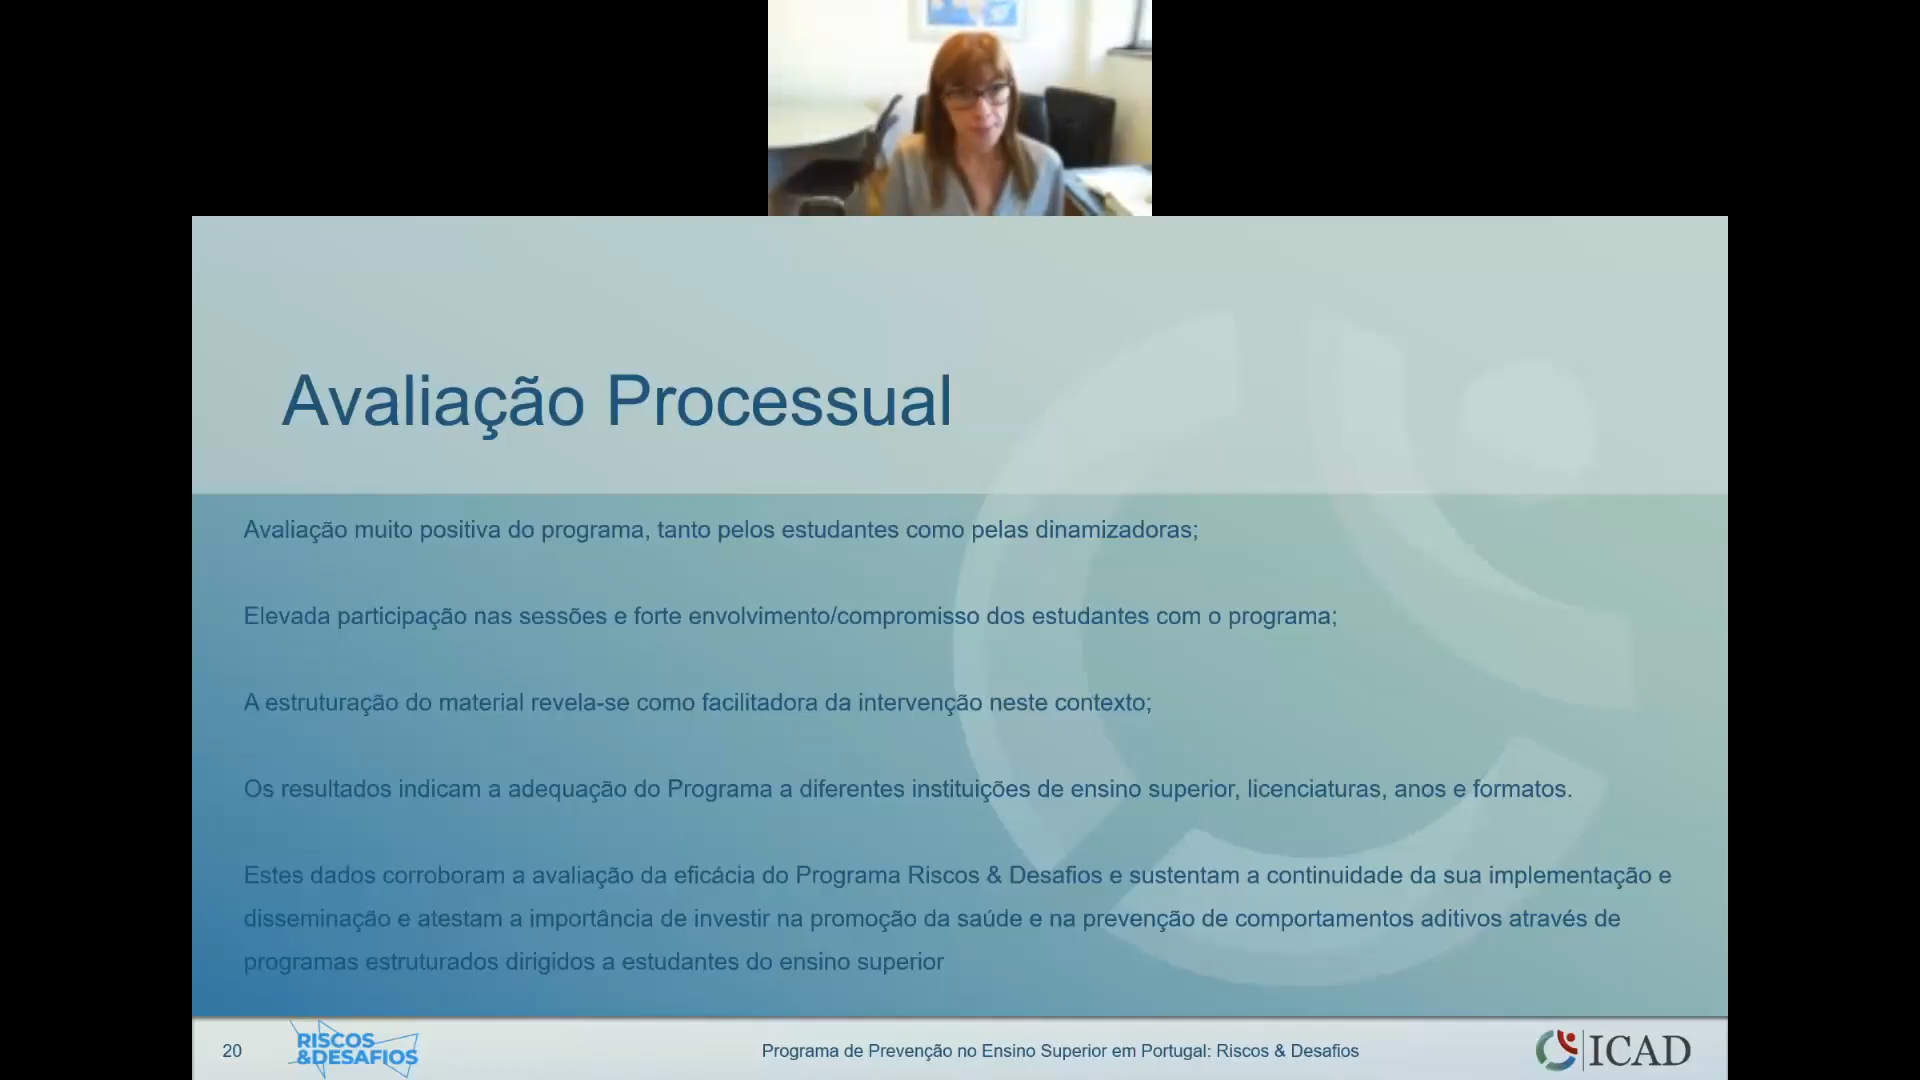 Avaliação Processual
Avaliação muito positiva do programa, tanto pelos estudantes como pelas dinamizadoras;
Elevada participação nas sessões e forte envolvimento/compromisso dos estudantes com o programa;
A estruturação do material revela-se como facilitadora da intervenção neste contexto;
Os resultados indicam a adequação do Programa a diferentes instituições de ensino superior, licenciaturas, anos e formatos.
Estes dados corroboram a avaliação da eficácia do Programa Riscos & Desafios e sustentam a continuidade da sua implementação e
disseminação e atestam a importância de investir na promoção da saúde e na prevenção de comportamentos aditivos através de
programas estruturados dirigidos a estudantes do ensino superior
20
RISCOS
&DESAFIOS
Programa de Prevenção no Ensino Superior em Portugal: Riscos & Desafios
ICAD